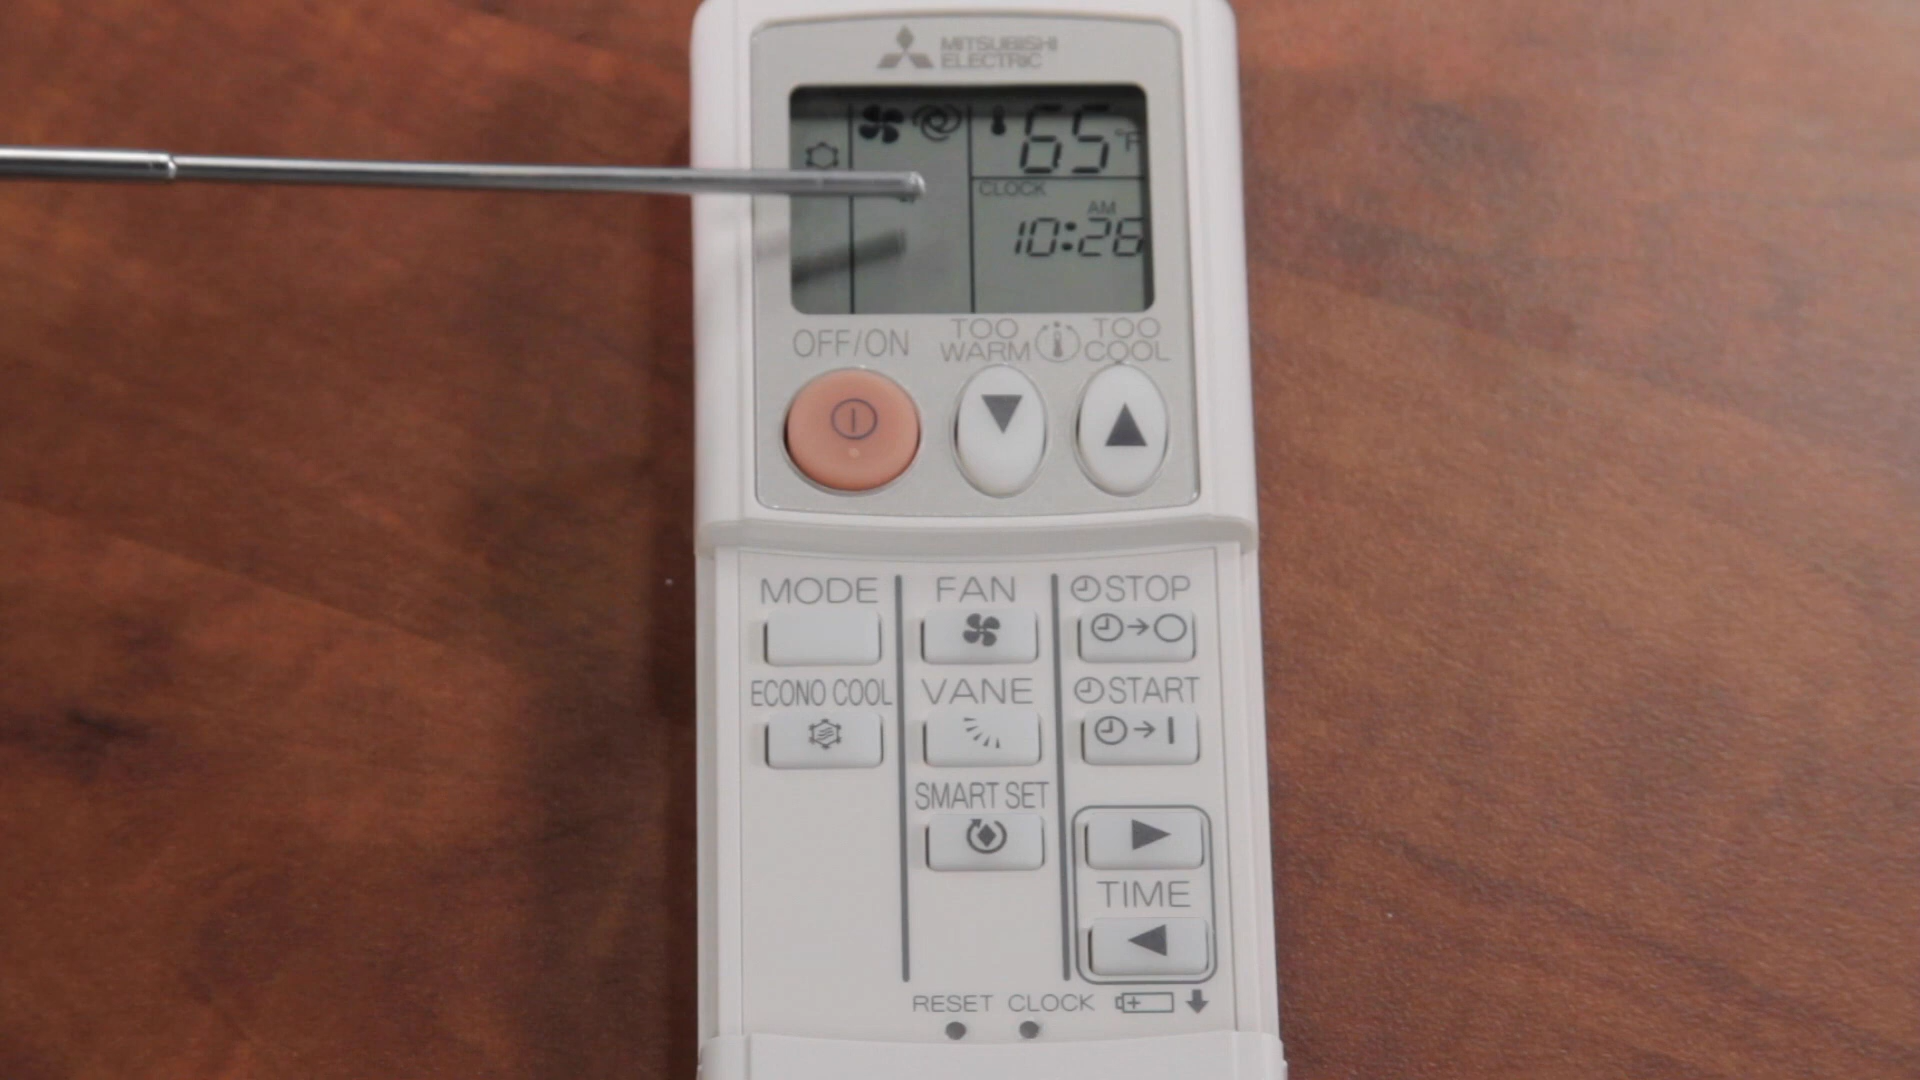 MITSUBISHI
ELECTRIC
65°F
CLOCK
AM
10:26
OFF/ON
TOO WARM
TOO COOL
MODE
FAN
STOP
ECONO COOL
VANE
START
SMART SET
TIME
RESET
CLOCK